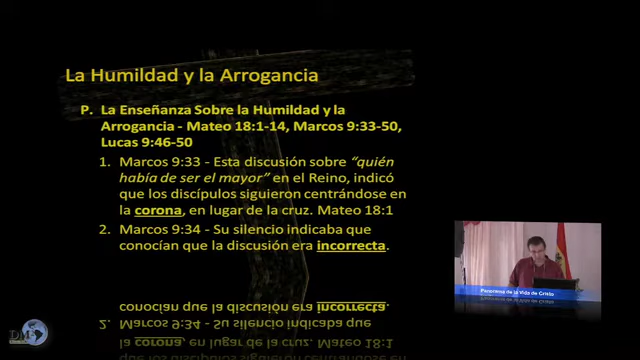 La Humildad y la Arrogancia
P. La Enseñanza Sobre la Humildad y la
Arrogancia - Mateo 18:1-14, Marcos 9:33-50,
Lucas 9:46-50
1. Marcos 9:33 - Esta discusión sobre “quién
había de ser el mayor” en el Reino, indicó
que los discípulos siguieron centrándose en
la corona, en lugar de la cruz. Mateo 18:1
2. Marcos 9:34 - Su silencio indicaba que
conocían que la discusión era incorrecta.
Panorama de la Vida de Cristo
DM